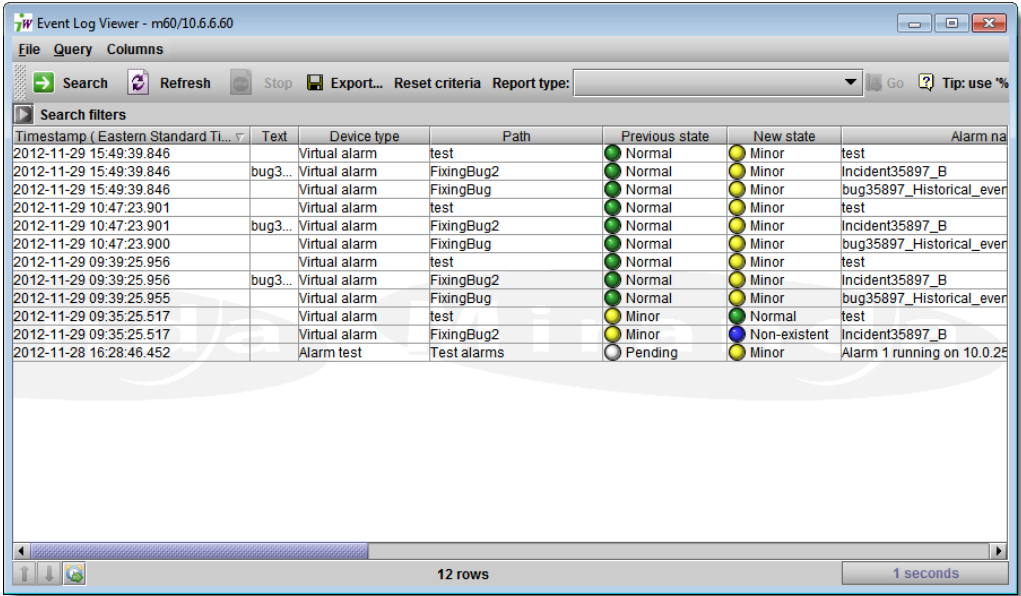 Event Log Viewer - m60/10.6.6.60
File Query Columns
Search Refresh Stop Export... Reset criteria Report type: Go Tip: use '%
Search filters
Timestamp ( Eastern Standard Ti... Text Device type Path Previous state New state Alarm na
2012-11-29 15:49:39.846 Virtual alarm test Normal Minor test
2012-11-29 15:49:39.846 bug3... Virtual alarm FixingBug2 Normal Minor Incident35897_B
2012-11-29 15:49:39.846 Virtual alarm FixingBug Normal Minor bug35897_Historical_even
2012-11-29 10:47:23.901 Virtual alarm test Normal Minor test
2012-11-29 10:47:23.901 bug3... Virtual alarm FixingBug2 Normal Minor Incident35897_B
2012-11-29 10:47:23.900 Virtual alarm FixingBug Normal Minor bug35897_Historical_even
2012-11-29 09:39:25.956 Virtual alarm test Normal Minor test
2012-11-29 09:39:25.956 bug3... Virtual alarm FixingBug2 Normal Minor Incident35897_B
2012-11-29 09:39:25.955 Virtual alarm FixingBug Normal Minor bug35897_Historical_even
2012-11-29 09:35:25.517 Virtual alarm test Minor Normal test
2012-11-29 09:35:25.517 Virtual alarm FixingBug2 Minor Non-existent Incident35897_B
2012-11-28 16:28:46.452 Alarm test Test alarms Pending Minor Alarm 1 running on 10.0.25
12 rows 1 seconds